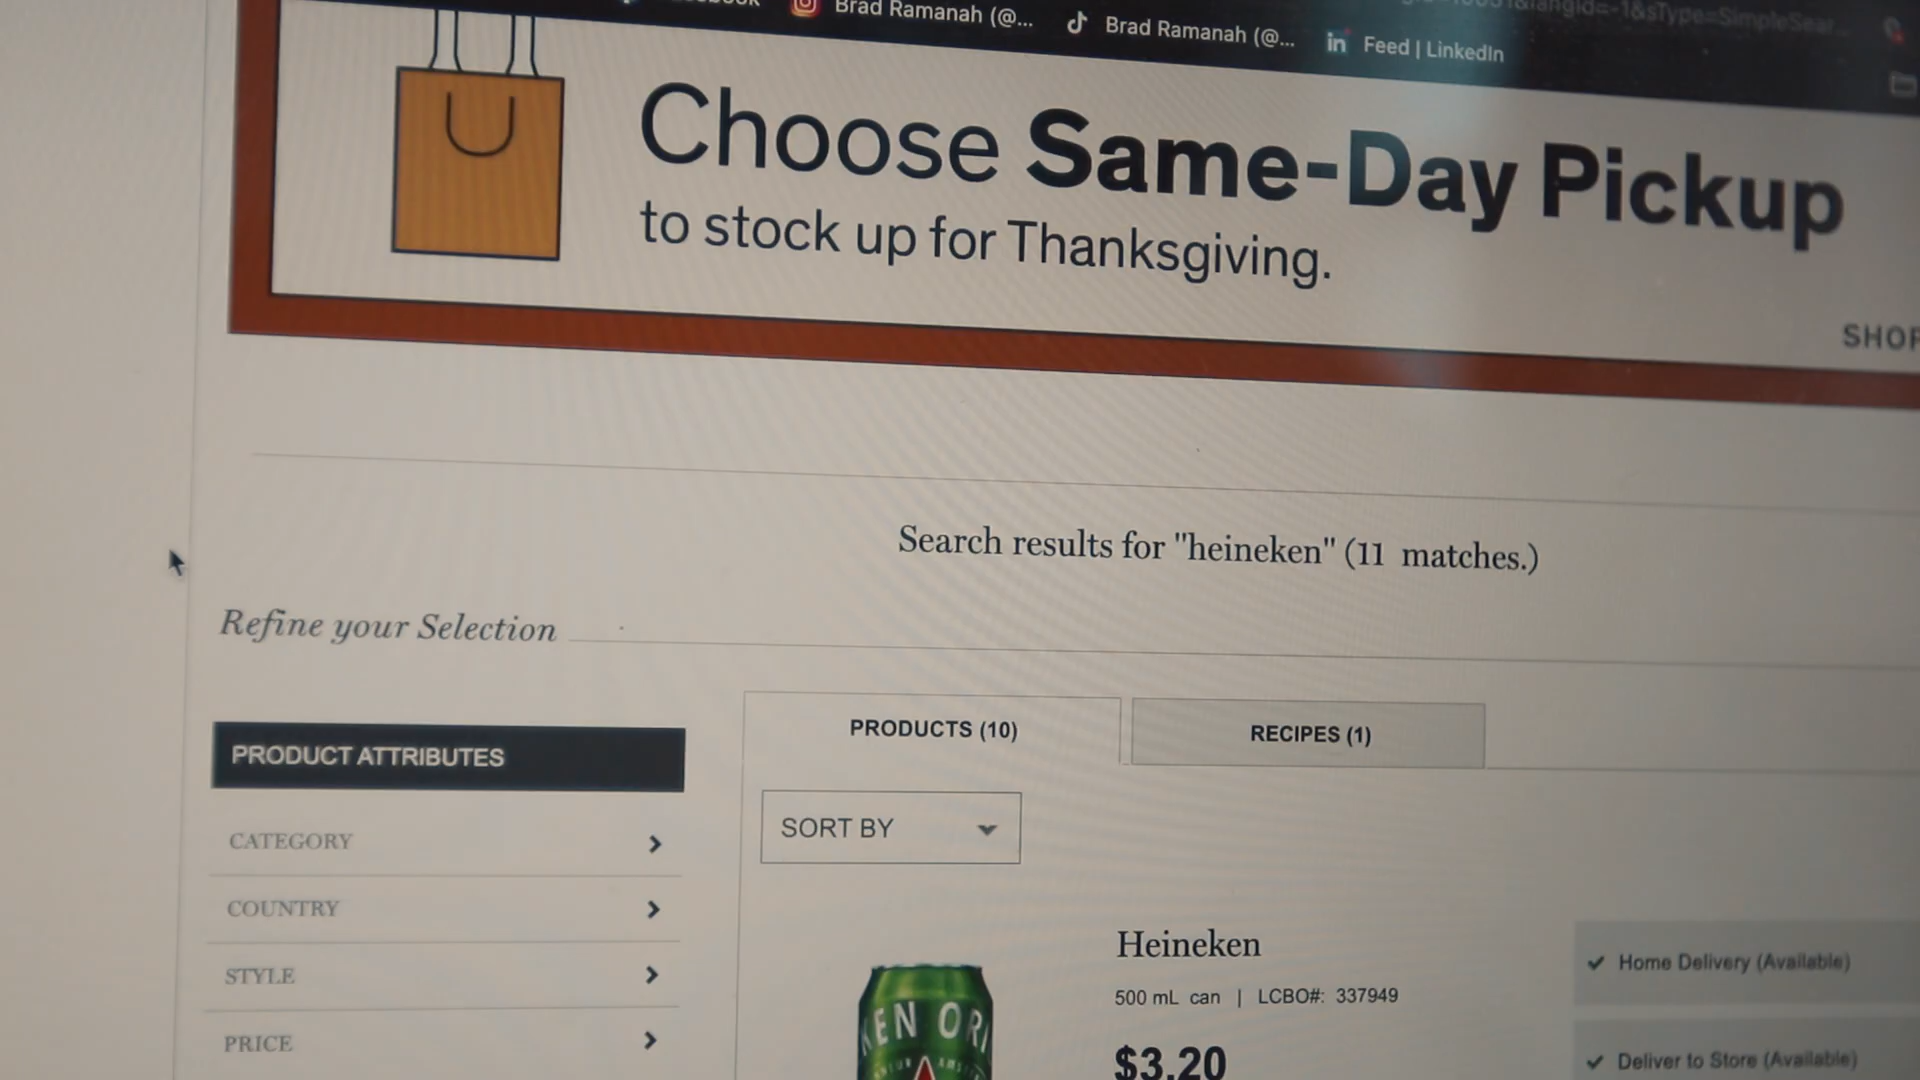 Brad Ramanah (@...
Brad Ramanah (@...
in Feed | LinkedIn
Choose Same-Day Pickup
to stock up for Thanksgiving.
Search results for "heineken" (11 matches.)
Refine your Selection
PRODUCTS (10)
RECIPES (1)
PRODUCT ATTRIBUTES
SORT BY
CATEGORY
COUNTRY
STYLE
PRICE
Heineken
500 mL can | LCBO#: 337949
$3.20
Home Delivery (Available)
Deliver to Store (Available)